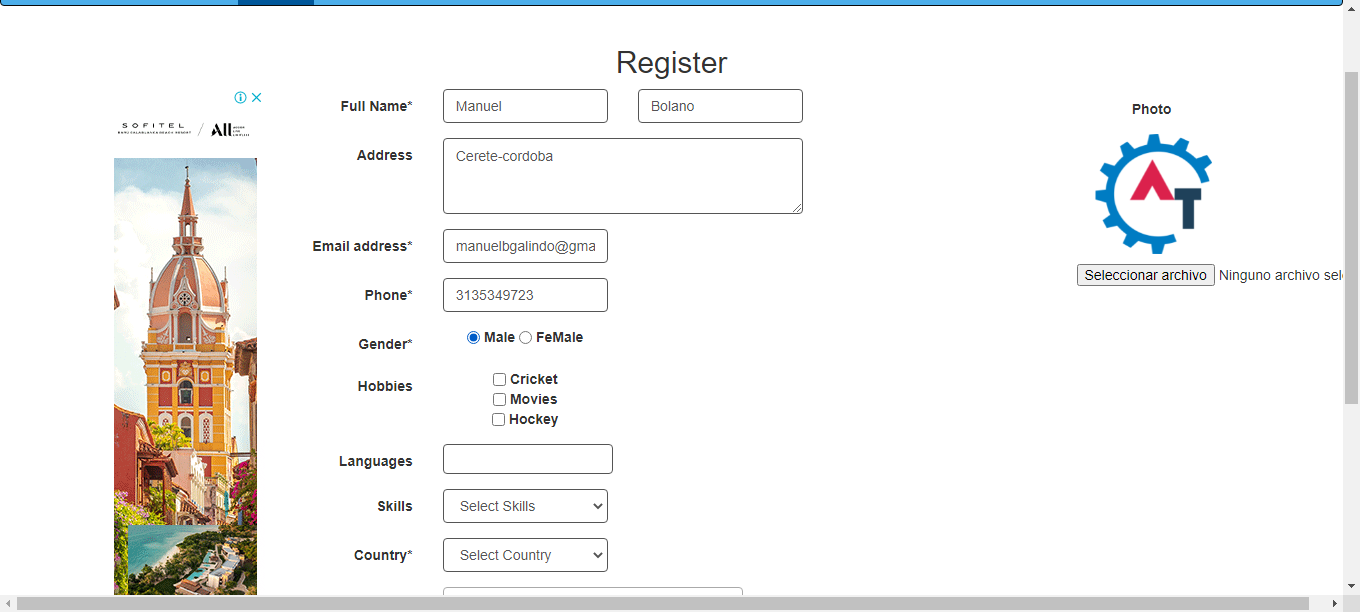 Register
Full Name* Manuel Bolano
Photo
Address Cerete-cordoba
AT
Email address* manuelbgalindo@gma
Seleccionar archivo Ninguno archivo sel
Phone* 3135349723
Gender* Male FeMale
Hobbies Cricket
Movies
Hockey
Languages
Skills Select Skills
Country* Select Country
SOFITEL
ALL